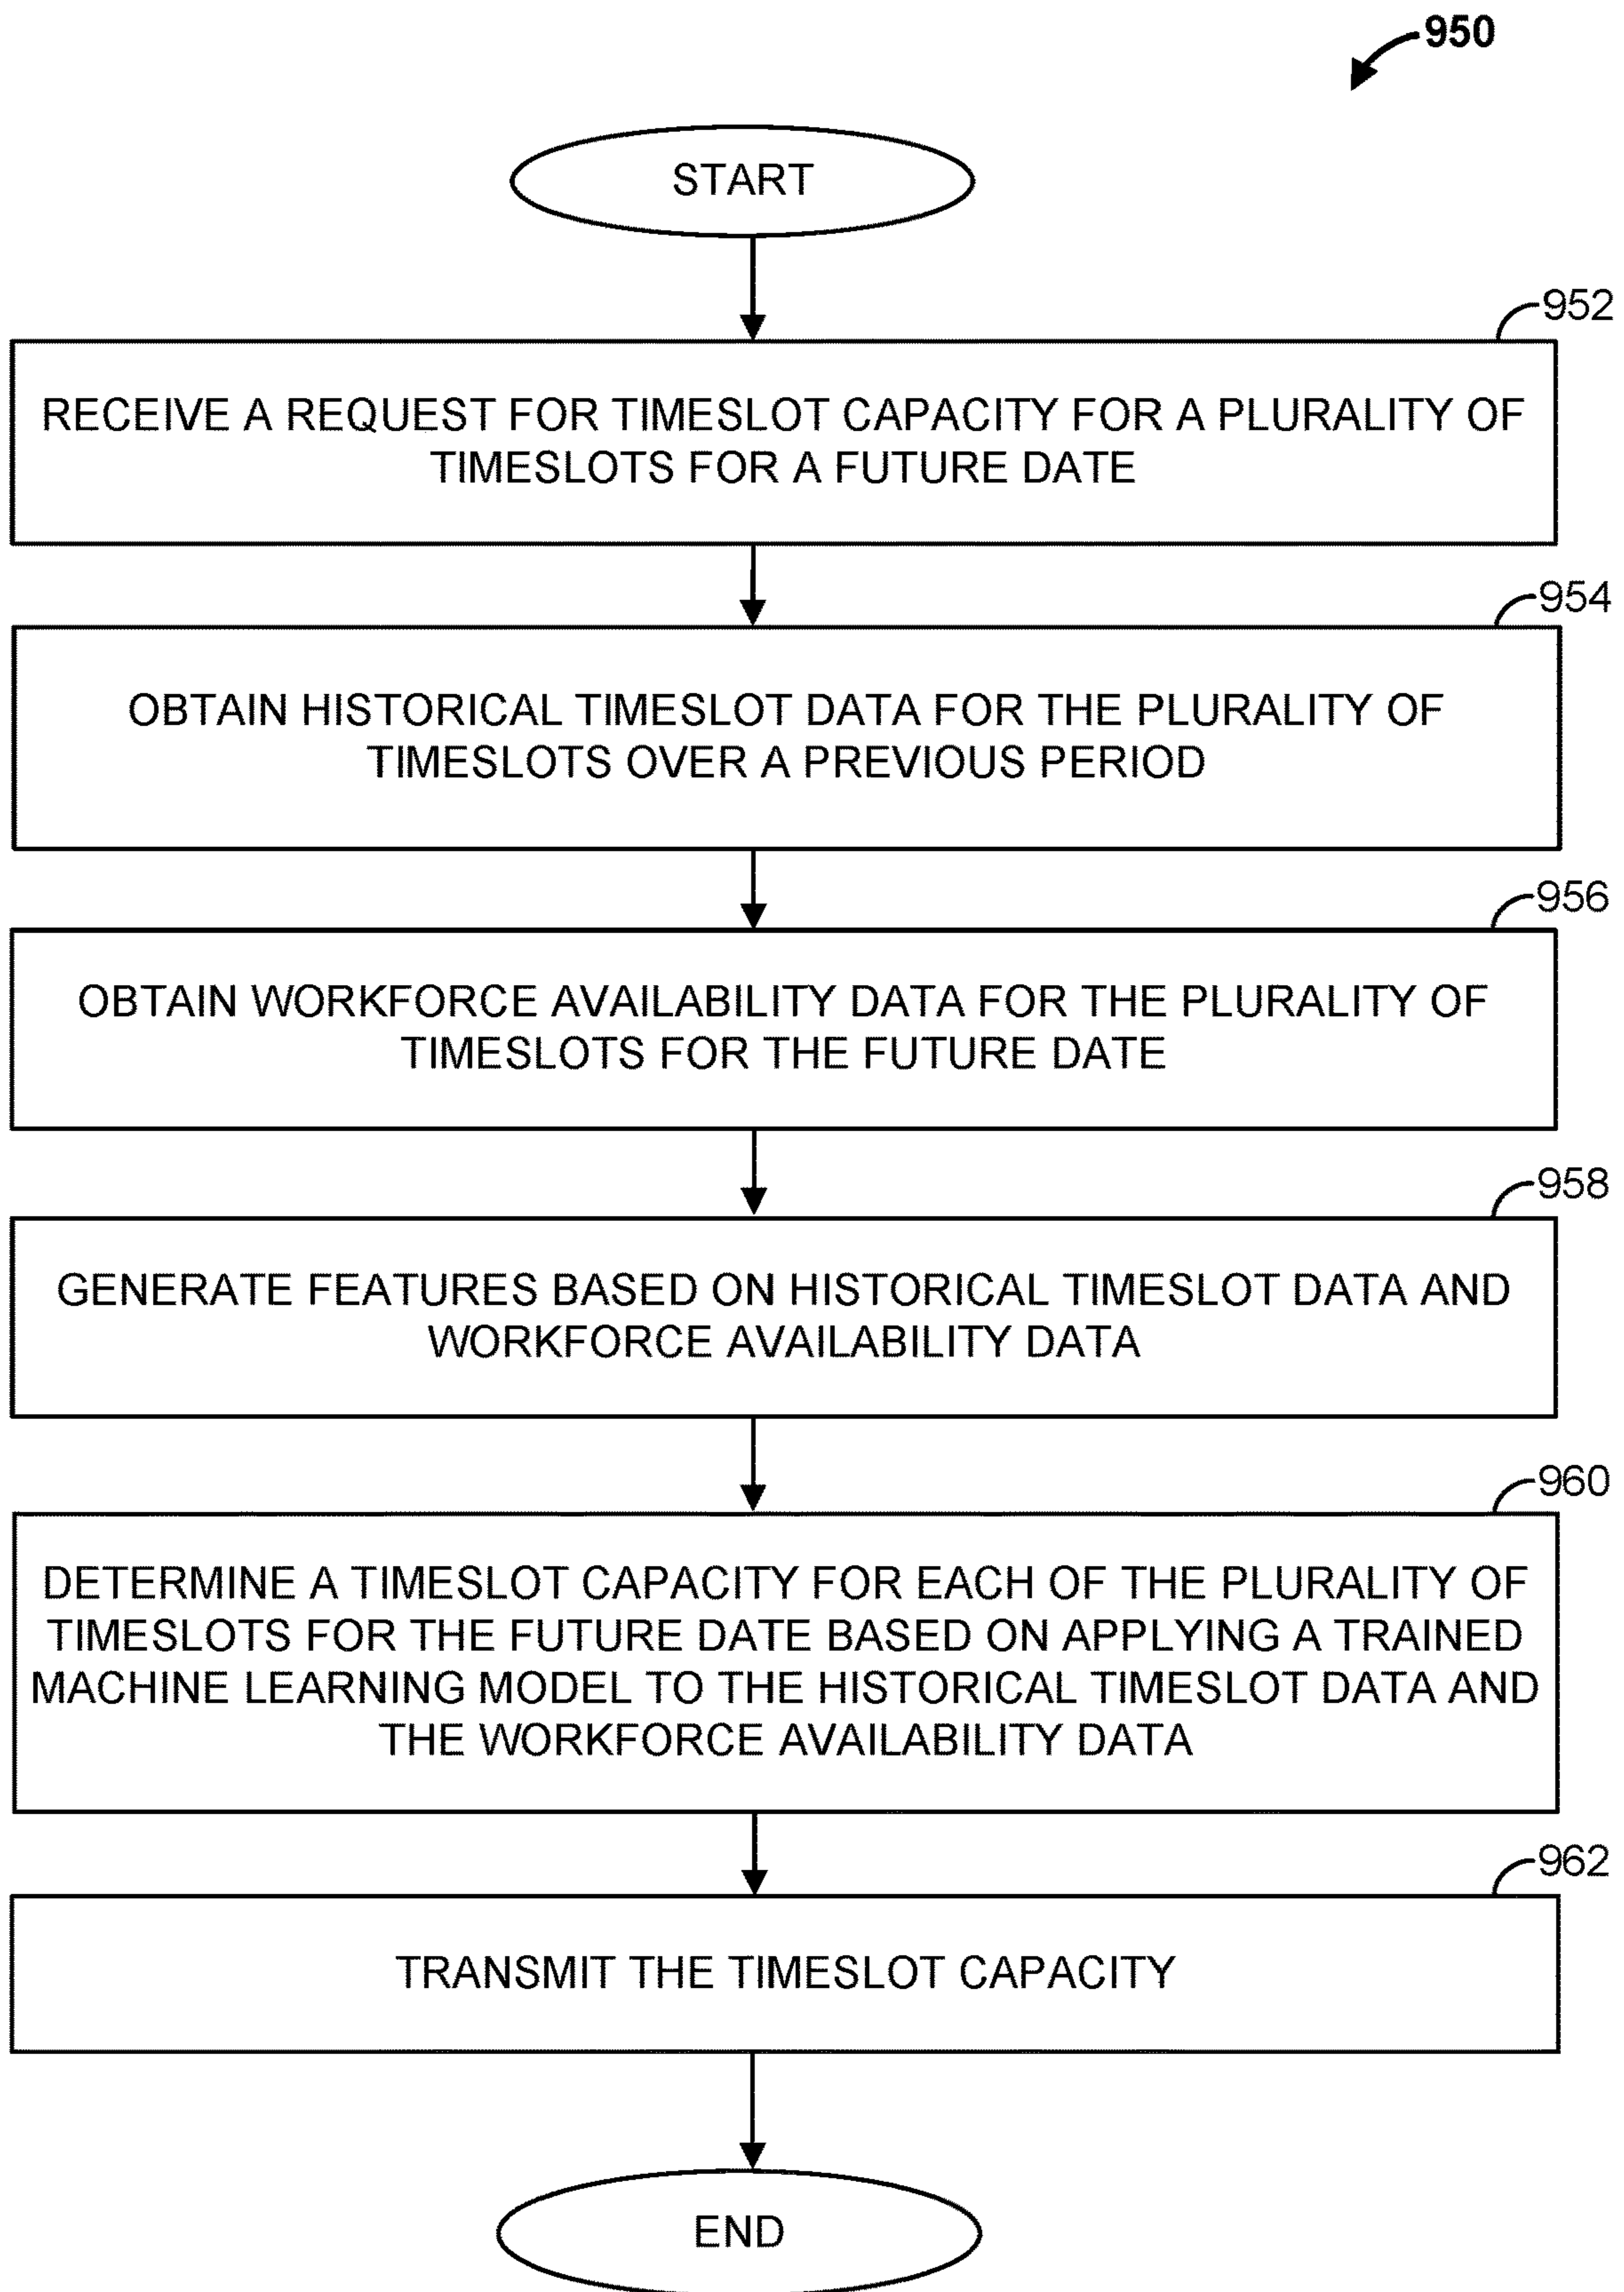 950
START
952
RECEIVE A REQUEST FOR TIMESLOT CAPACITY FOR A PLURALITY OF
TIMESLOTS FOR A FUTURE DATE
954
OBTAIN HISTORICAL TIMESLOT DATA FOR THE PLURALITY OF
TIMESLOTS OVER A PREVIOUS PERIOD
956
OBTAIN WORKFORCE AVAILABILITY DATA FOR THE PLURALITY OF
TIMESLOTS FOR THE FUTURE DATE
958
GENERATE FEATURES BASED ON HISTORICAL TIMESLOT DATA AND
WORKFORCE AVAILABILITY DATA
960
DETERMINE A TIMESLOT CAPACITY FOR EACH OF THE PLURALITY OF
TIMESLOTS FOR THE FUTURE DATE BASED ON APPLYING A TRAINED
MACHINE LEARNING MODEL TO THE HISTORICAL TIMESLOT DATA AND
THE WORKFORCE AVAILABILITY DATA
962
TRANSMIT THE TIMESLOT CAPACITY
END